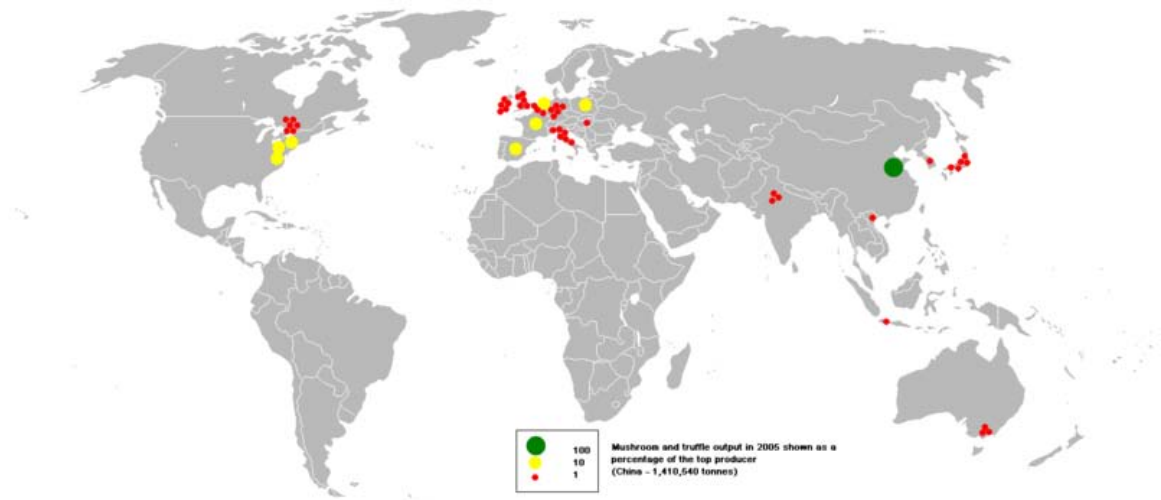 100
10
1
Mushroom and truffle output in 2005 shown as a
percentage of the top producer
(China - 1,410,540 tonnes)